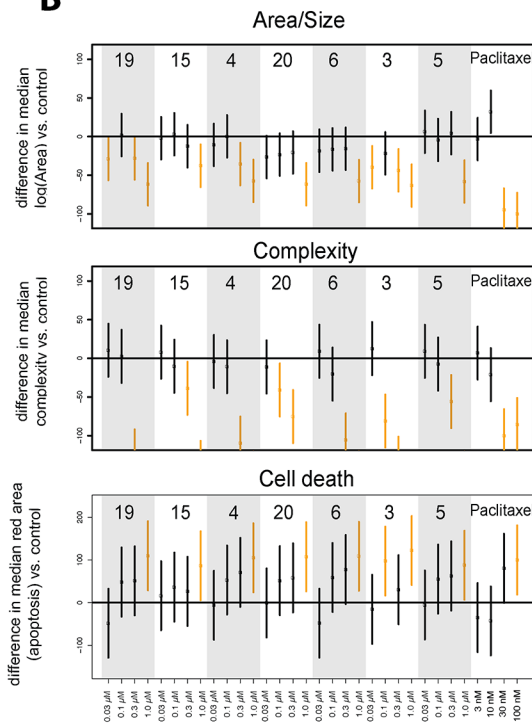 B
Area/Size
19 15 4 20 6 3 5 Paclitaxe
difference in median
log(Area) vs. control
100
50
0
-50
-100
Complexity
19 15 4 20 6 3 5 Paclitaxe
difference in median
complexity vs. control
100
50
0
-50
-100
Cell death
19 15 4 20 6 3 5 Paclitaxe
difference in median red area
(apoptosis) vs. control
200
100
0
-100
0.03 µM
0.1 µM
0.3 µM
1.0 µM
0.03 µM
0.1 µM
0.3 µM
1.0 µM
0.03 µM
0.1 µM
0.3 µM
1.0 µM
0.03 µM
0.1 µM
0.3 µM
1.0 µM
0.03 µM
0.1 µM
0.3 µM
1.0 µM
0.03 µM
0.1 µM
0.3 µM
1.0 µM
0.03 µM
0.1 µM
0.3 µM
1.0 µM
3 nM
10 nM
30 nM
00 nM